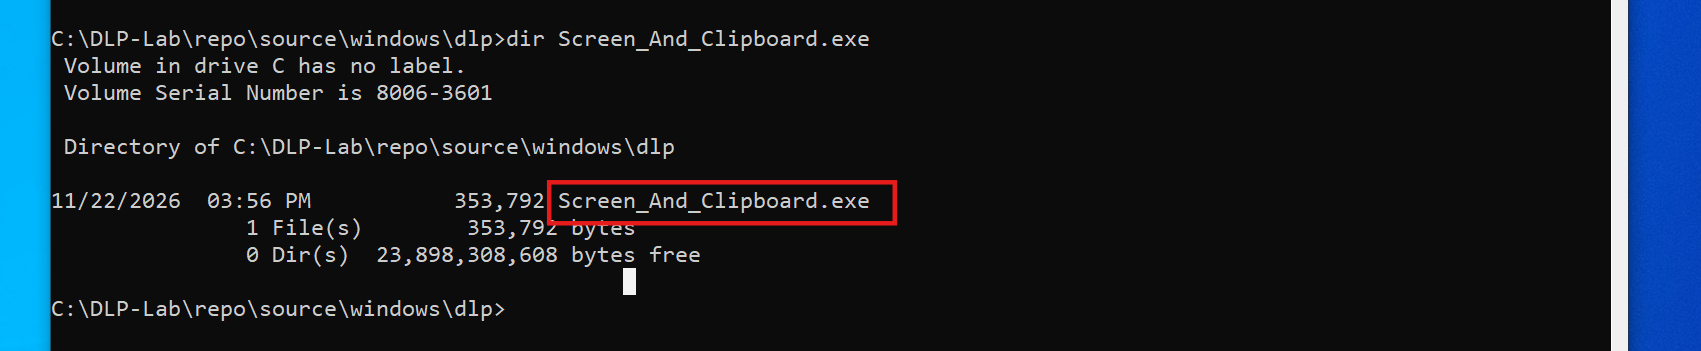 C:\DLP-Lab\repo\source\windows\dlp>dir Screen_And_Clipboard.exe
 Volume in drive C has no label.
 Volume Serial Number is 8006-3601
 Directory of C:\DLP-Lab\repo\source\windows\dlp
11/22/2026  03:56 PM           353,792 Screen_And_Clipboard.exe
               1 File(s)        353,792 bytes
               0 Dir(s)  23,898,308,608 bytes free
C:\DLP-Lab\repo\source\windows\dlp>